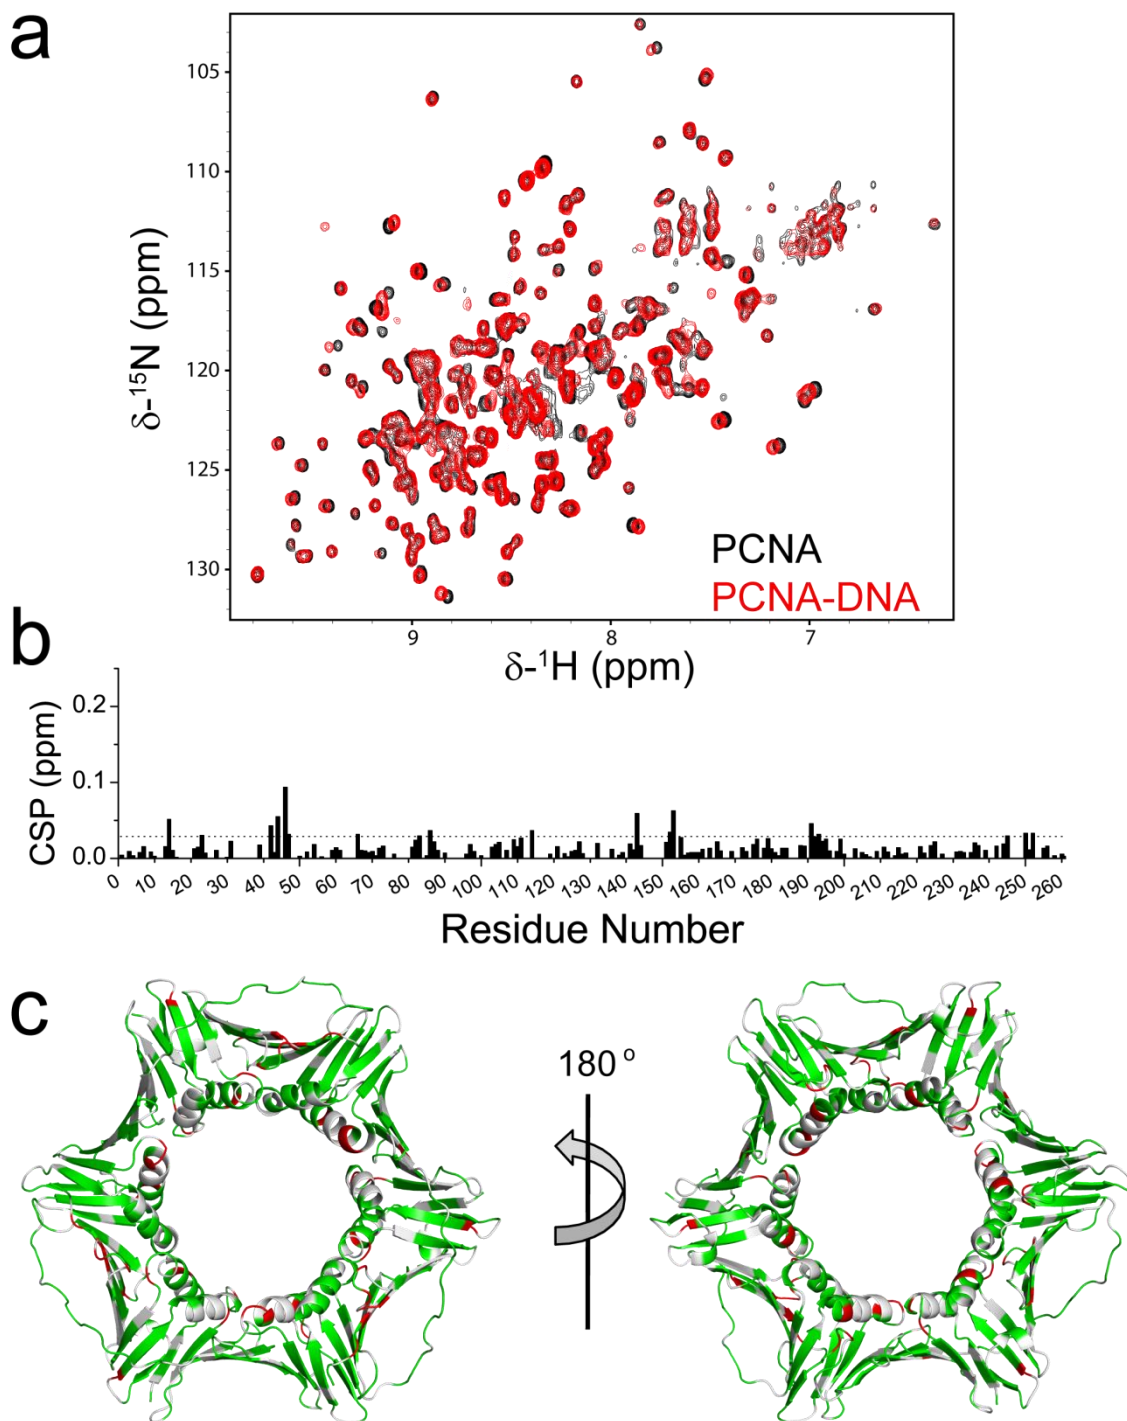 a
105
110
115
120
125
130
δ-¹⁵N (ppm)
PCNA
PCNA-DNA
9 8 7
δ-¹H (ppm)
b
0.2
0.1
0.0
CSP (ppm)
0 10 20 30 40 50 60 70 80 90 100 110 120 130 140 150 160 170 180 190 200 210 220 230 240 250 260
Residue Number
c
180 °